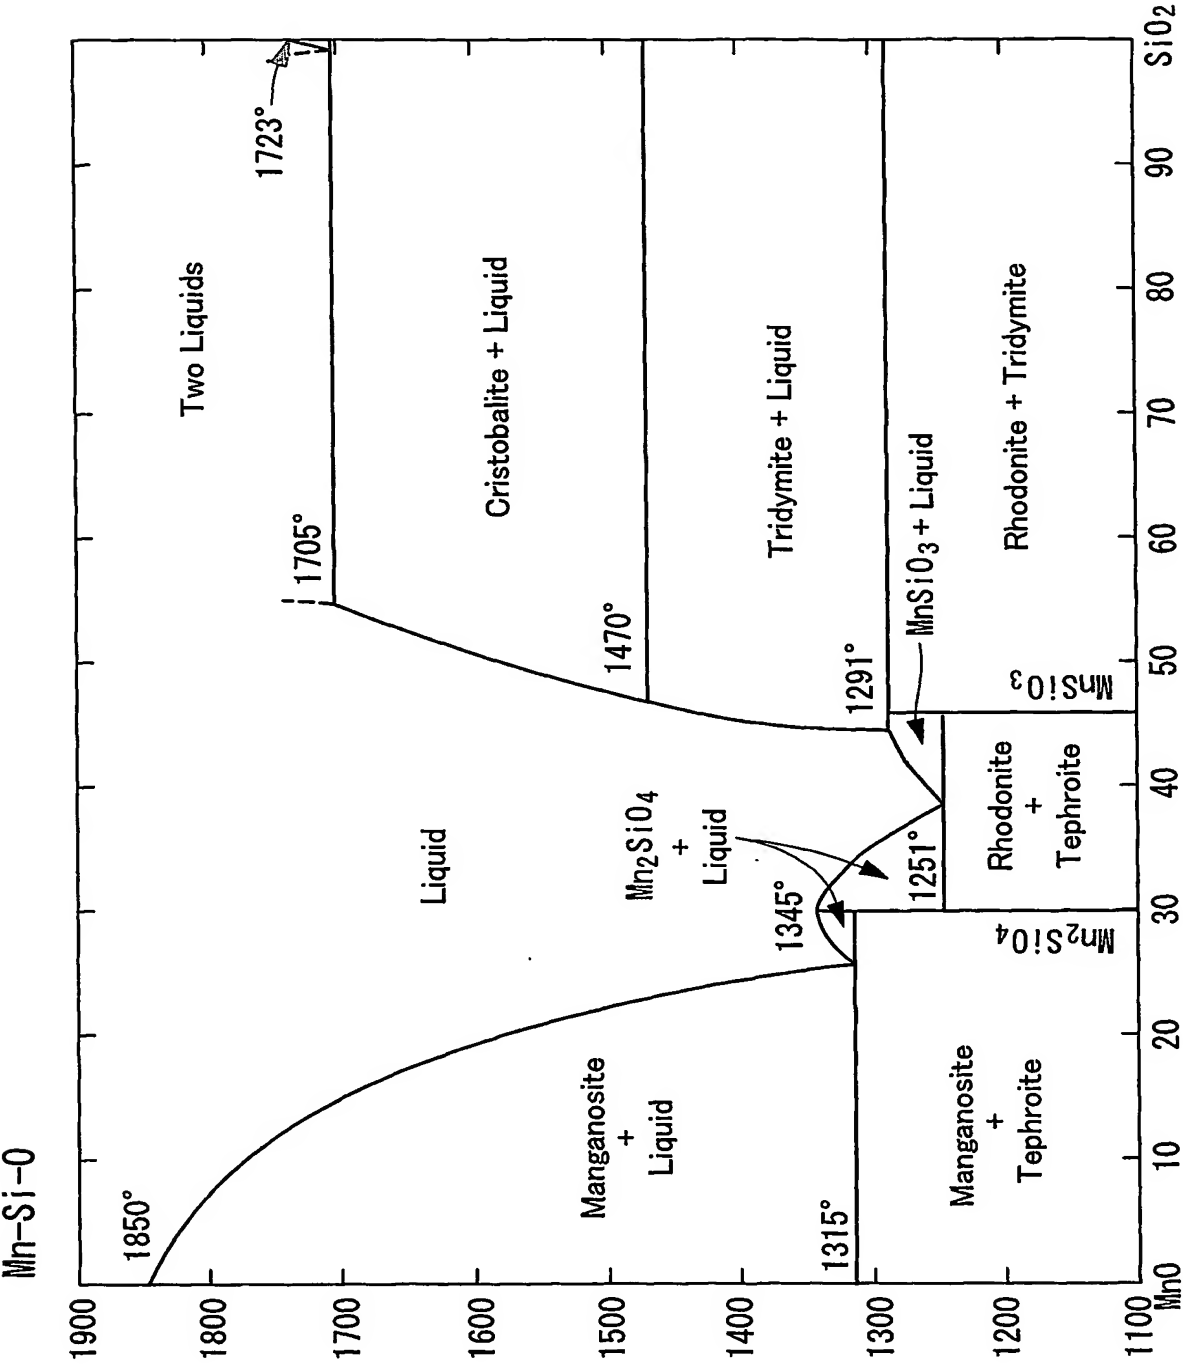 Mn-Si-O
1900
1800
1700
1600
1500
1400
1300
1200
1100
1850°
1723°
Two Liquids
1705°
Cristobalite + Liquid
Liquid
1470°
Manganosite
+
Liquid
Mn₂SiO₄
+
Liquid
Tridymite + Liquid
1345°
1315°
1291°
1251°
MnSiO₃ + Liquid
Manganosite
+
Tephroite
Rhodonite
+
Tephroite
Rhodonite + Tridymite
Mn₂SiO₄
MnSiO₃
MnO
10
20
30
40
50
60
70
80
90
SiO₂